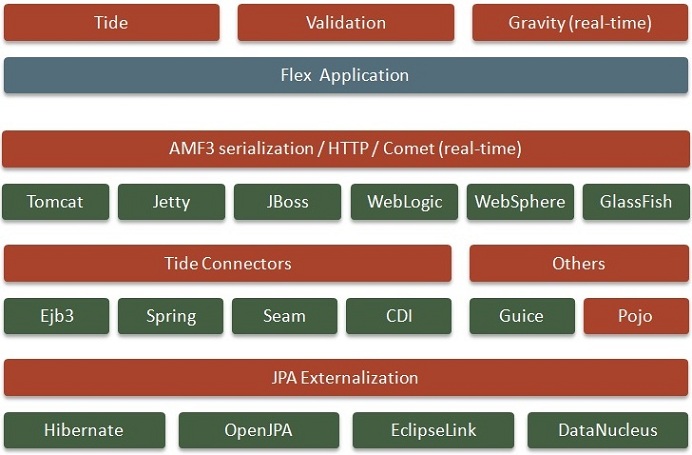 Tide
Validation
Gravity (real-time)
Flex Application
AMF3 serialization / HTTP / Comet (real-time)
Tomcat
Jetty
JBoss
WebLogic
WebSphere
GlassFish
Tide Connectors
Others
Ejb3
Spring
Seam
CDI
Guice
Pojo
JPA Externalization
Hibernate
OpenJPA
EclipseLink
DataNucleus